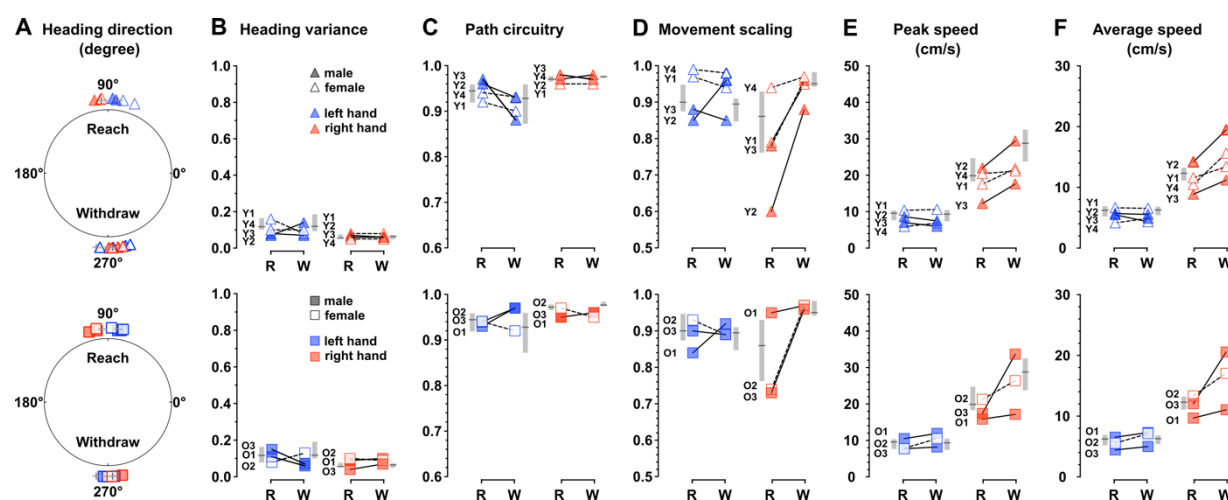 A Heading direction
(degree)
90°
Reach
180°
0°
Withdraw
270°
B Heading variance
1.0
0.8
0.6
0.4
0.2
0.0
male
female
left hand
right hand
Y1
Y4
Y3
Y2
Y1
Y2
Y3
Y4
R W R W
C Path circuitry
1.0
0.9
0.8
0.7
0.6
Y3
Y2
Y4
Y1
Y3
Y4
Y2
Y1
R W R W
D Movement scaling
1.0
0.9
0.8
0.7
0.6
0.5
Y4
Y1
Y3
Y2
Y4
Y1
Y3
Y2
R W R W
E Peak speed
(cm/s)
50
40
30
20
10
0
Y1
Y2
Y3
Y4
Y2
Y4
Y1
Y3
R W R W
F Average speed
(cm/s)
30
20
10
0
Y1
Y2
Y3
Y4
Y2
Y1
Y4
Y3
R W
90°
Reach
180°
0°
Withdraw
270°
1.0
0.8
0.6
0.4
0.2
0.0
male
female
left hand
right hand
O3
O1
O2
O2
O1
O3
R W R W
1.0
0.9
0.8
0.7
0.6
O2
O3
O1
O2
O3
O1
R W R W
1.0
0.9
0.8
0.7
0.6
0.5
O2
O3
O1
O1
O2
O3
R W R W
50
40
30
20
10
0
O1
O2
O3
O2
O3
O1
R W R W
30
20
10
0
O1
O2
O3
O2
O3
O1
R W